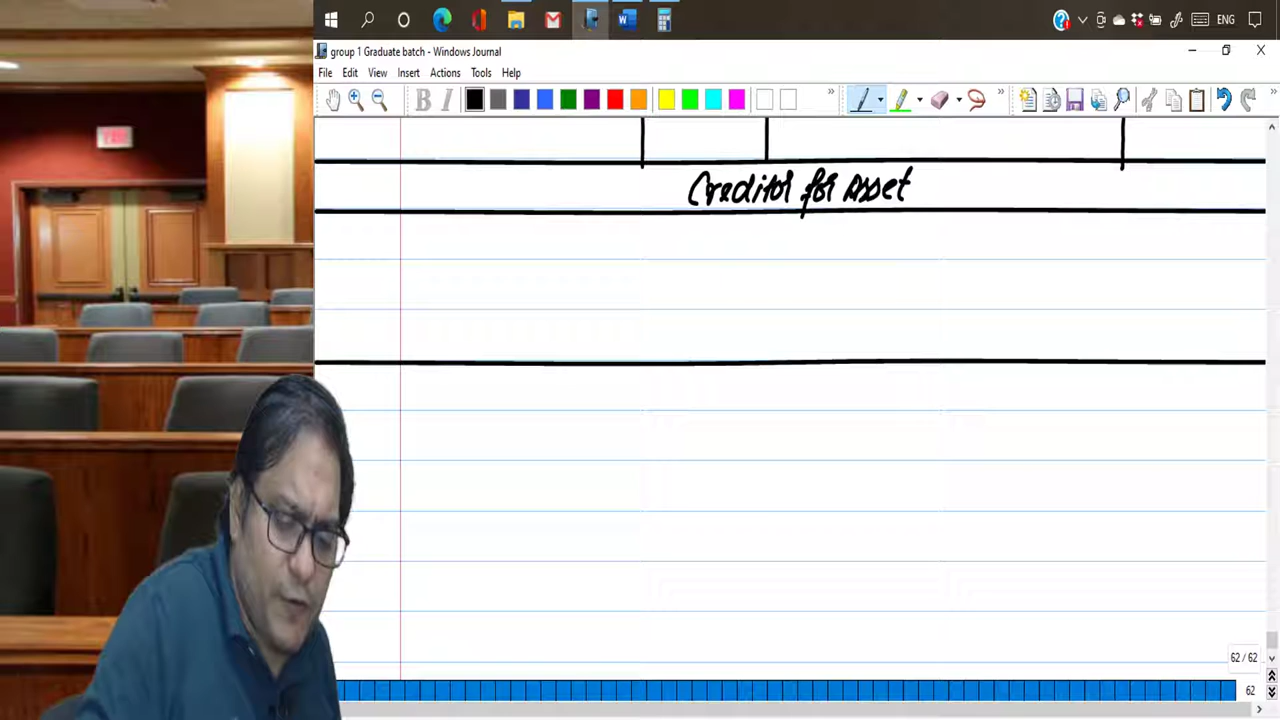 ENG
group 1 Graduate batch - Windows Journal
File Edit View Insert Actions Tools Help
B I
Creditor for Asset
62 / 62
62